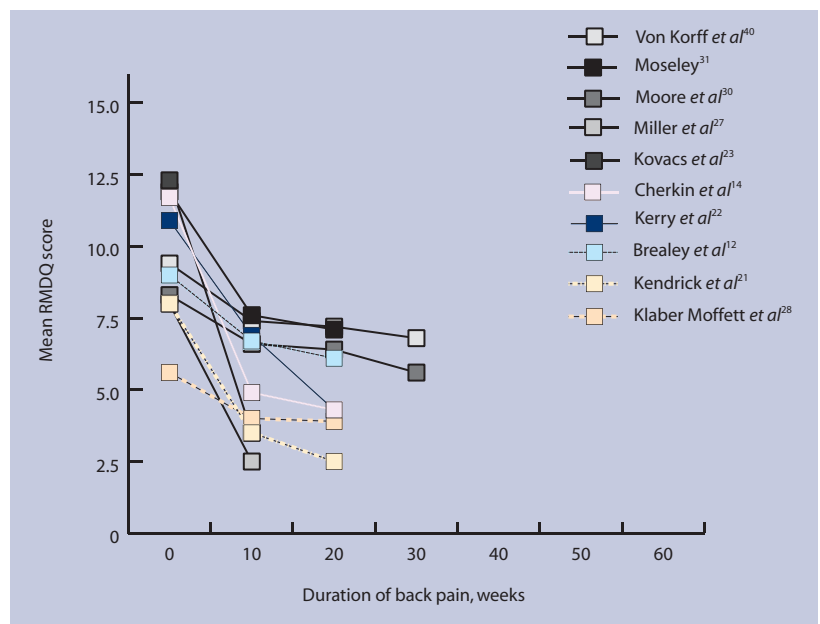 Von Korff et al40
Moseley31
Moore et al30
Miller et al27
Kovacs et al23
Cherkin et al14
Kerry et al22
Brealey et al12
Kendrick et al21
Klaber Moffett et al28
Mean RMDQ score
15.0
12.5
10.0
7.5
5.0
2.5
0
0 10 20 30 40 50 60
Duration of back pain, weeks